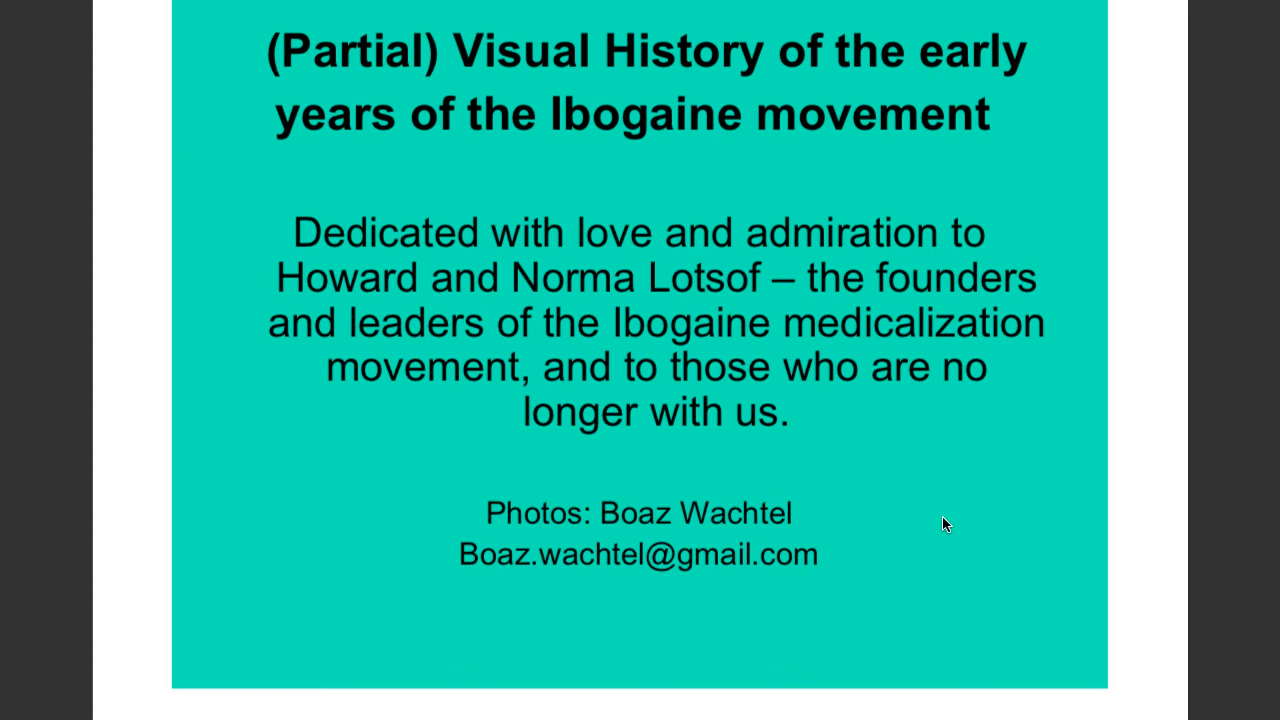 (Partial) Visual History of the early
years of the Ibogaine movement
Dedicated with love and admiration to
Howard and Norma Lotsof – the founders
and leaders of the Ibogaine medicalization
movement, and to those who are no
longer with us.
Photos: Boaz Wachtel
Boaz.wachtel@gmail.com